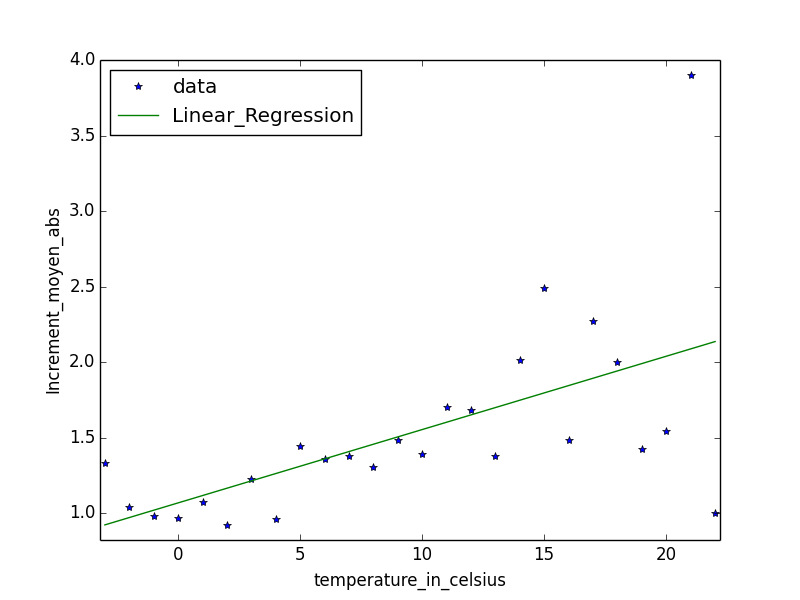 4.0
data
Linear_Regression
3.5
3.0
2.5
2.0
1.5
1.0
Increment_moyen_abs
0 5 10 15 20
temperature_in_celsius